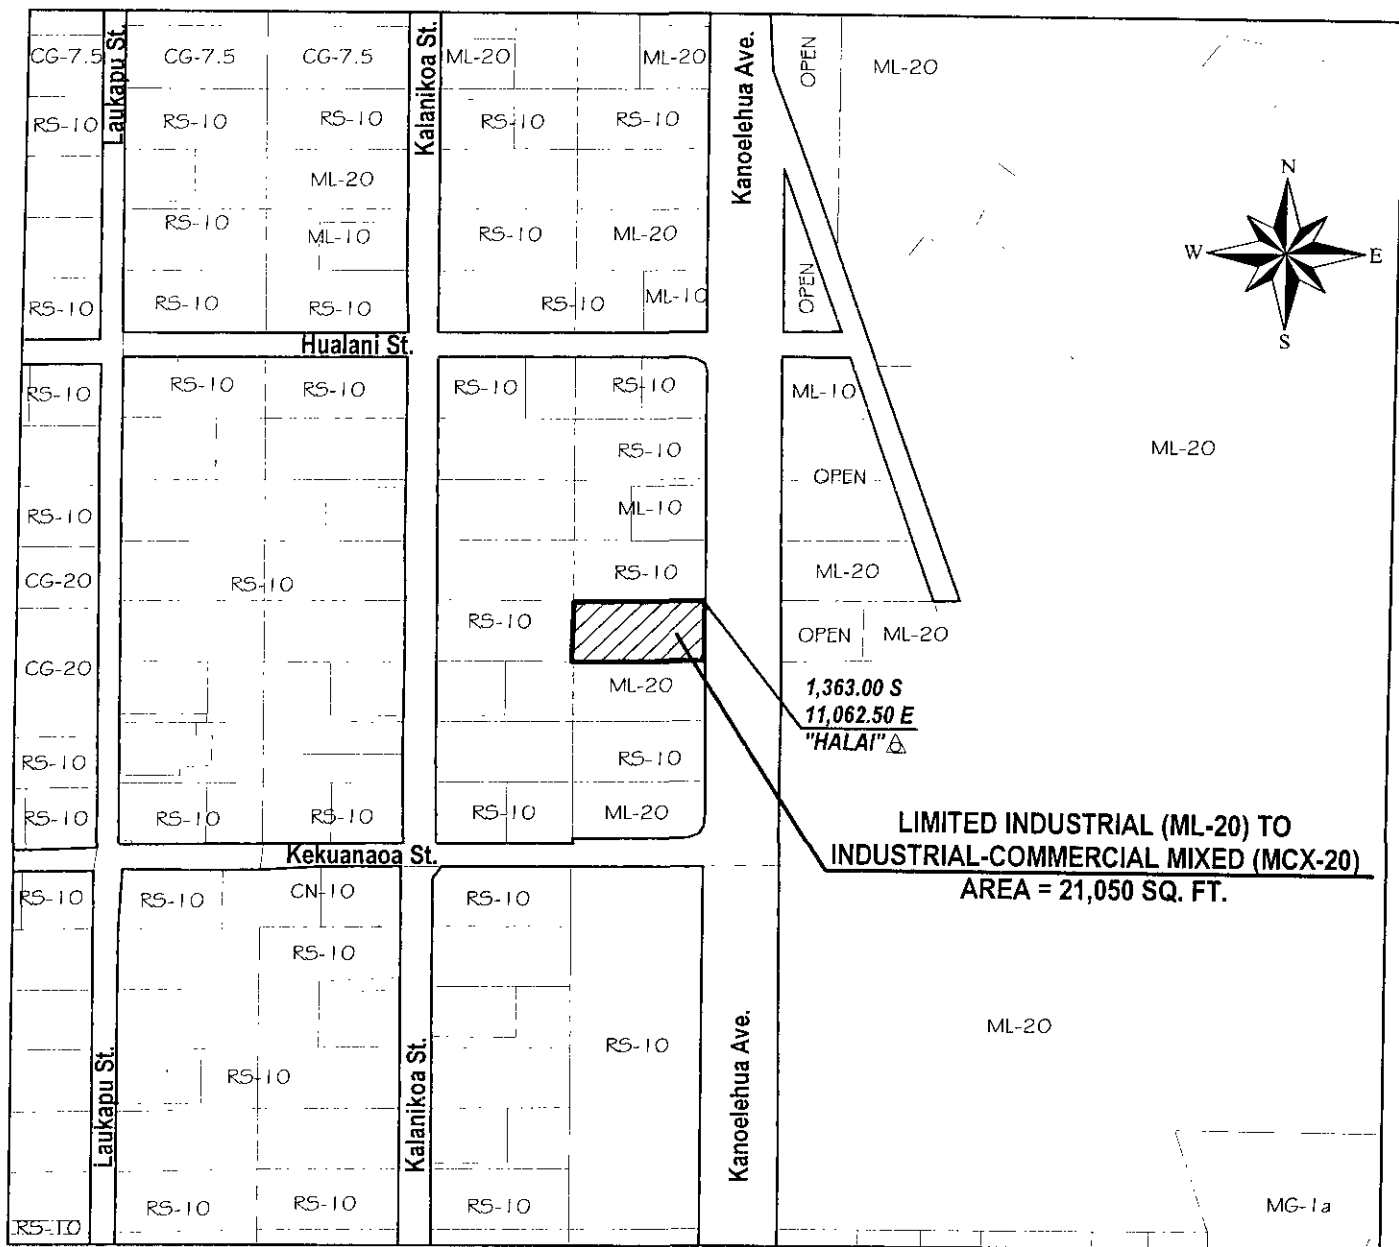 CG-7.5
Laukapu St.
CG-7.5
CG-7.5
Kalanikoa St.
ML-20
ML-20
Kanoelehua Ave.
OPEN
ML-20
RS-10
RS-10
RS-10
RS-10
RS-10
ML-20
N
RS-10
ML-10
RS-10
ML-20
W
E
OPEN
RS-10
RS-10
RS-10
RS-10
ML-10
S
Hualani St.
RS-10
RS-10
RS-10
RS-10
RS-10
ML-10
RS-10
ML-20
OPEN
RS-10
ML-10
CG-20
RS-10
RS-10
ML-20
RS-10
OPEN
ML-20
CG-20
ML-20
1,363.00 S
11,062.50 E
"HALAI"
RS-10
RS-10
RS-10
RS-10
RS-10
RS-10
ML-20
LIMITED INDUSTRIAL (ML-20) TO
INDUSTRIAL-COMMERCIAL MIXED (MCX-20)
AREA = 21,050 SQ. FT.
Kekuanaoa St.
RS-10
RS-10
CN-10
RS-10
RS-10
Laukapu St.
RS-10
Kalanikoa St.
RS-10
Kanoelehua Ave.
ML-20
RS-10
RS-10
RS-10
RS-10
MG-1a